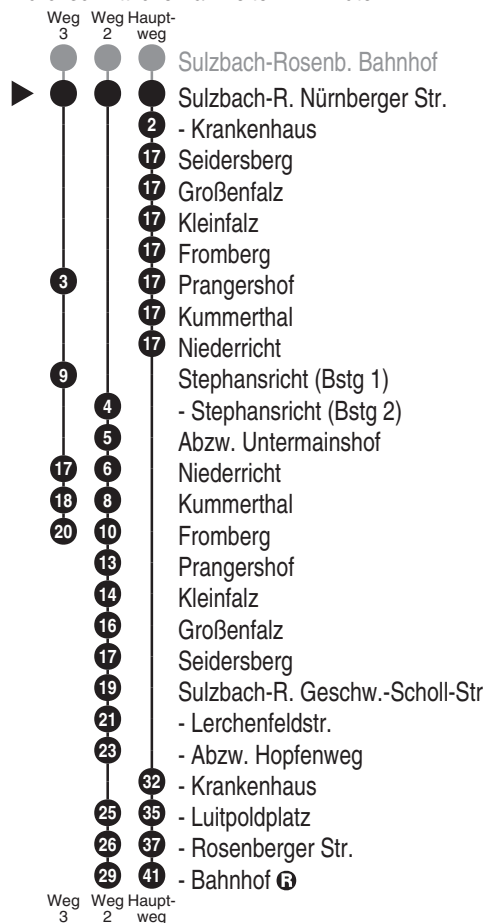 Weg Weg Haupt-
3 2 weg
Sulzbach-Rosenb. Bahnhof
Sulzbach-R. Nürnberger Str.
2 - Krankenhaus
17 Seidersberg
17 Großenfalz
17 Kleinfalz
17 Fromberg
3 17 Prangershof
17 Kummerthal
17 Niederricht
9 Stephansricht (Bstg 1)
4 - Stephansricht (Bstg 2)
5 Abzw. Untermainshof
17 6 Niederricht
18 8 Kummerthal
20 10 Fromberg
13 Prangershof
14 Kleinfalz
16 Großenfalz
17 Seidersberg
19 Sulzbach-R. Geschw.-Scholl-Str
21 - Lerchenfeldstr.
23 - Abzw. Hopfenweg
32 - Krankenhaus
25 35 - Luitpoldplatz
26 37 - Rosenberger Str.
29 41 - Bahnhof R
Weg Weg Haupt-
3 2 weg